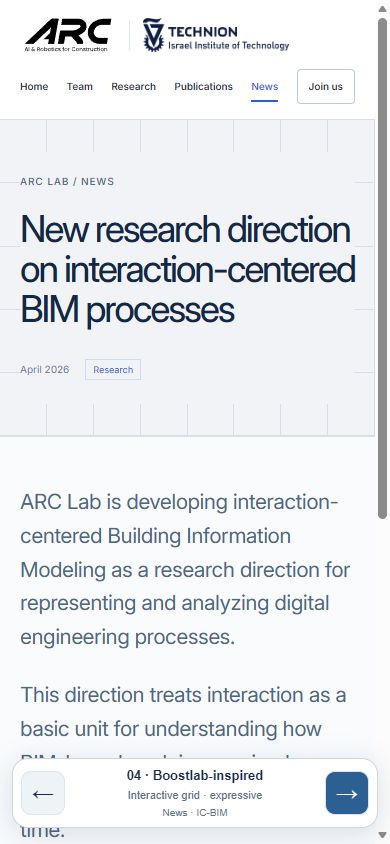 ARC
AI & Robotics for Construction
TECHNION
Israel Institute of Technology
Home Team Research Publications News Join us
ARC LAB / NEWS
New research direction
on interaction-centered
BIM processes
April 2026 Research
ARC Lab is developing interaction-
centered Building Information
Modeling as a research direction for
representing and analyzing digital
engineering processes.
This direction treats interaction as a
basic unit for understanding how
04 · Boostlab-inspired
Interactive grid · expressive
News · IC-BIM
time.